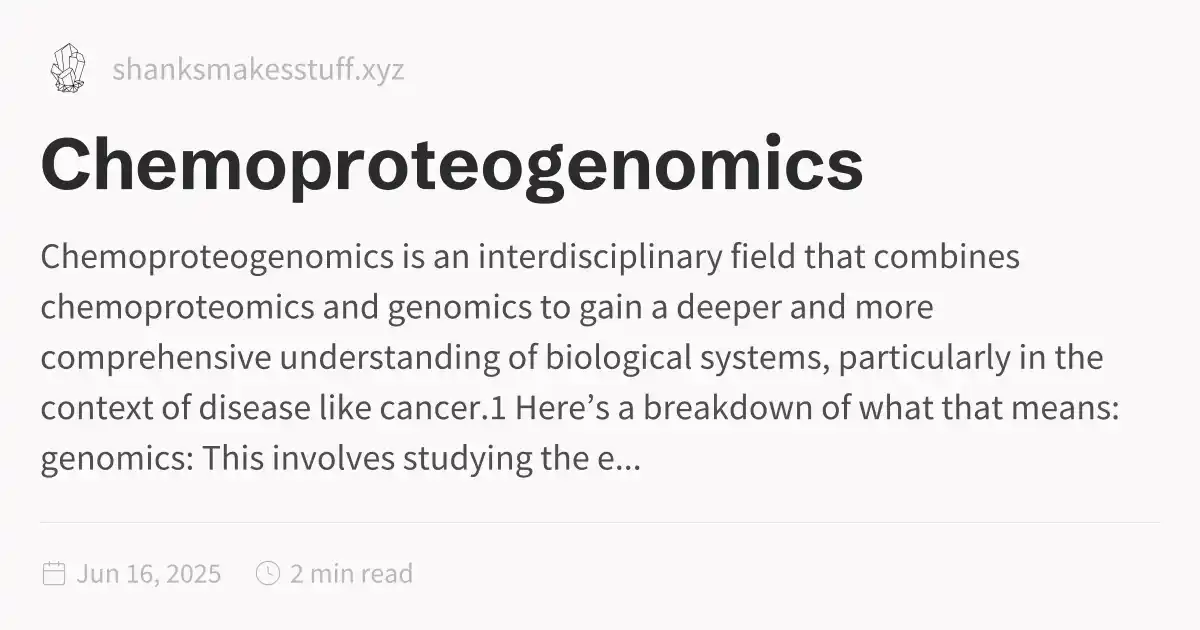 shanksmakesstuff.xyz
Chemoproteogenomics
Chemoproteogenomics is an interdisciplinary field that combines
chemoproteomics and genomics to gain a deeper and more
comprehensive understanding of biological systems, particularly in the
context of disease like cancer.1 Here’s a breakdown of what that means:
genomics: This involves studying the e...
Jun 16, 2025 2 min read